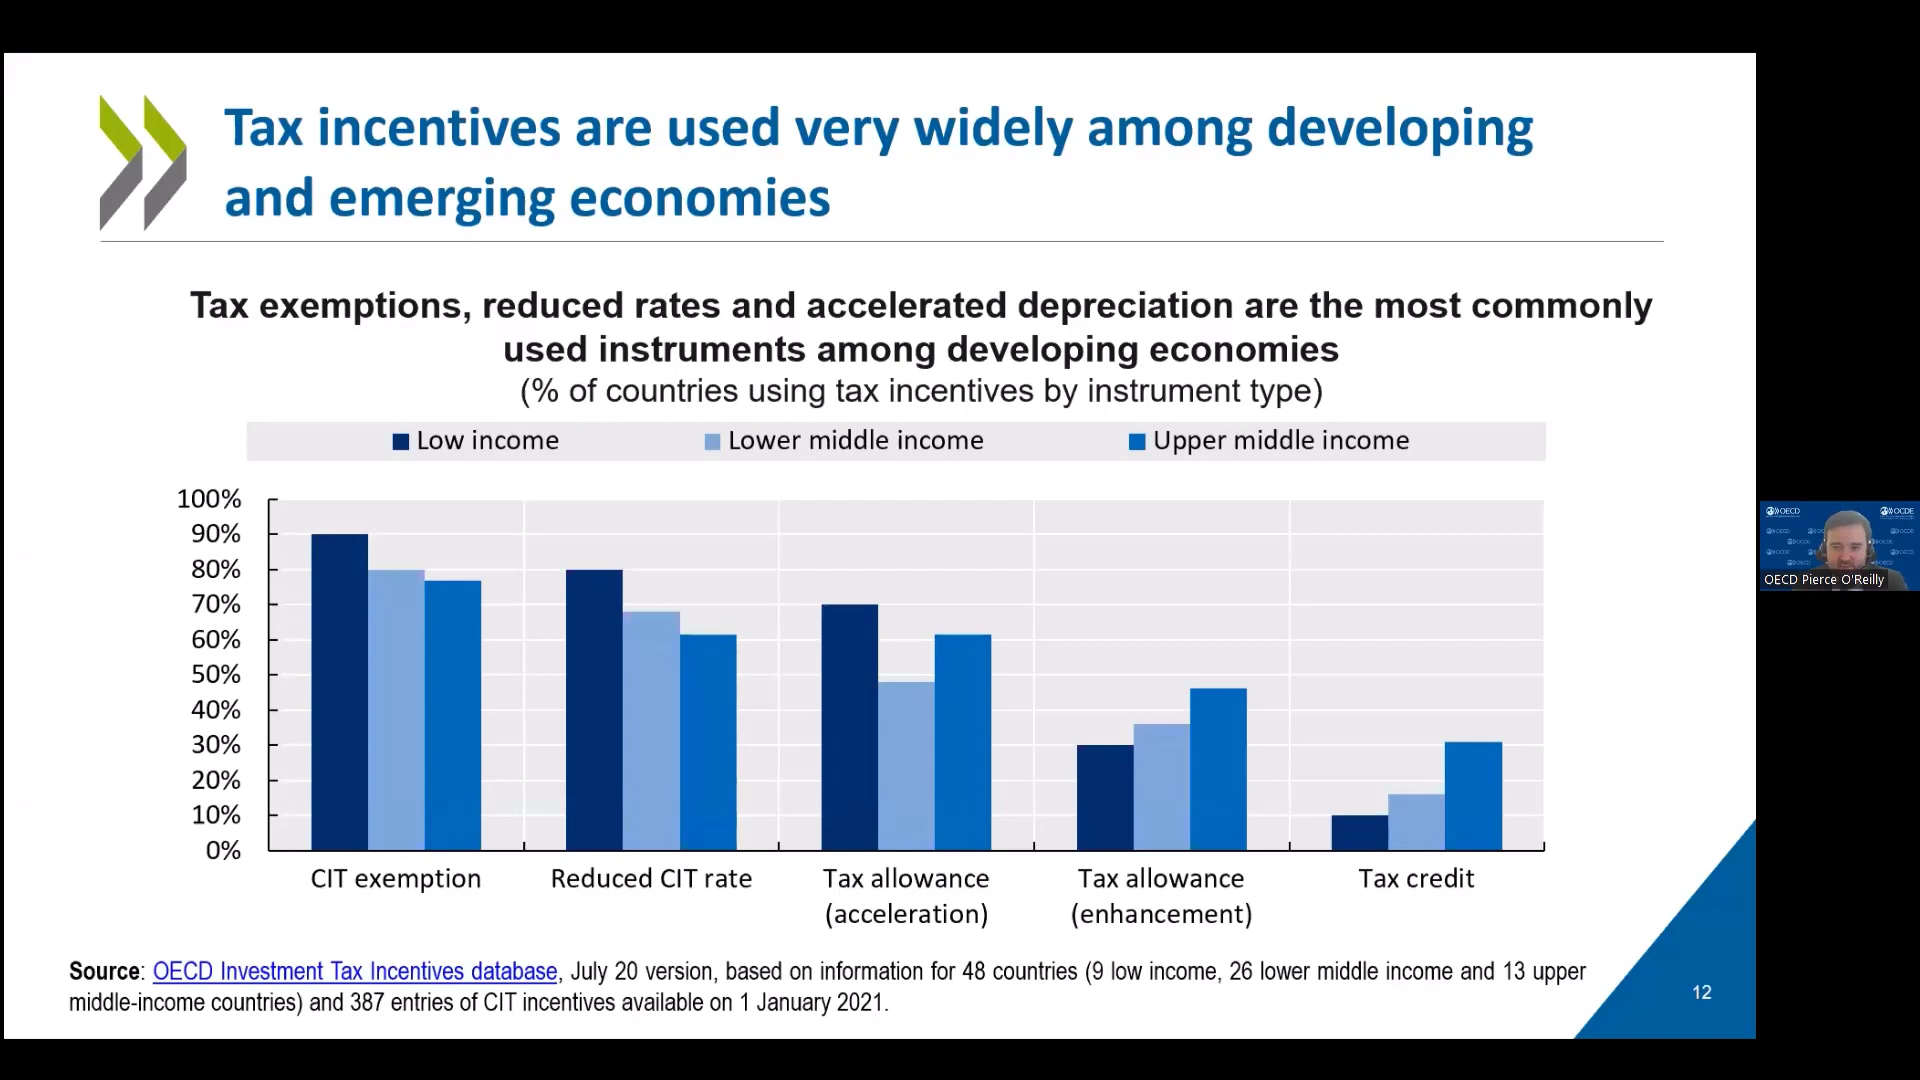 Tax incentives are used very widely among developing
and emerging economies
Tax exemptions, reduced rates and accelerated depreciation are the most commonly
used instruments among developing economies
(% of countries using tax incentives by instrument type)
Low income
Lower middle income
Upper middle income
100%
90%
80%
70%
60%
50%
40%
30%
20%
10%
0%
CIT exemption
Reduced CIT rate
Tax allowance
(acceleration)
Tax allowance
(enhancement)
Tax credit
Source: OECD Investment Tax Incentives database, July 20 version, based on information for 48 countries (9 low income, 26 lower middle income and 13 upper
middle-income countries) and 387 entries of CIT incentives available on 1 January 2021.
12
OECD
OCDE
OECD Pierce O'Reilly